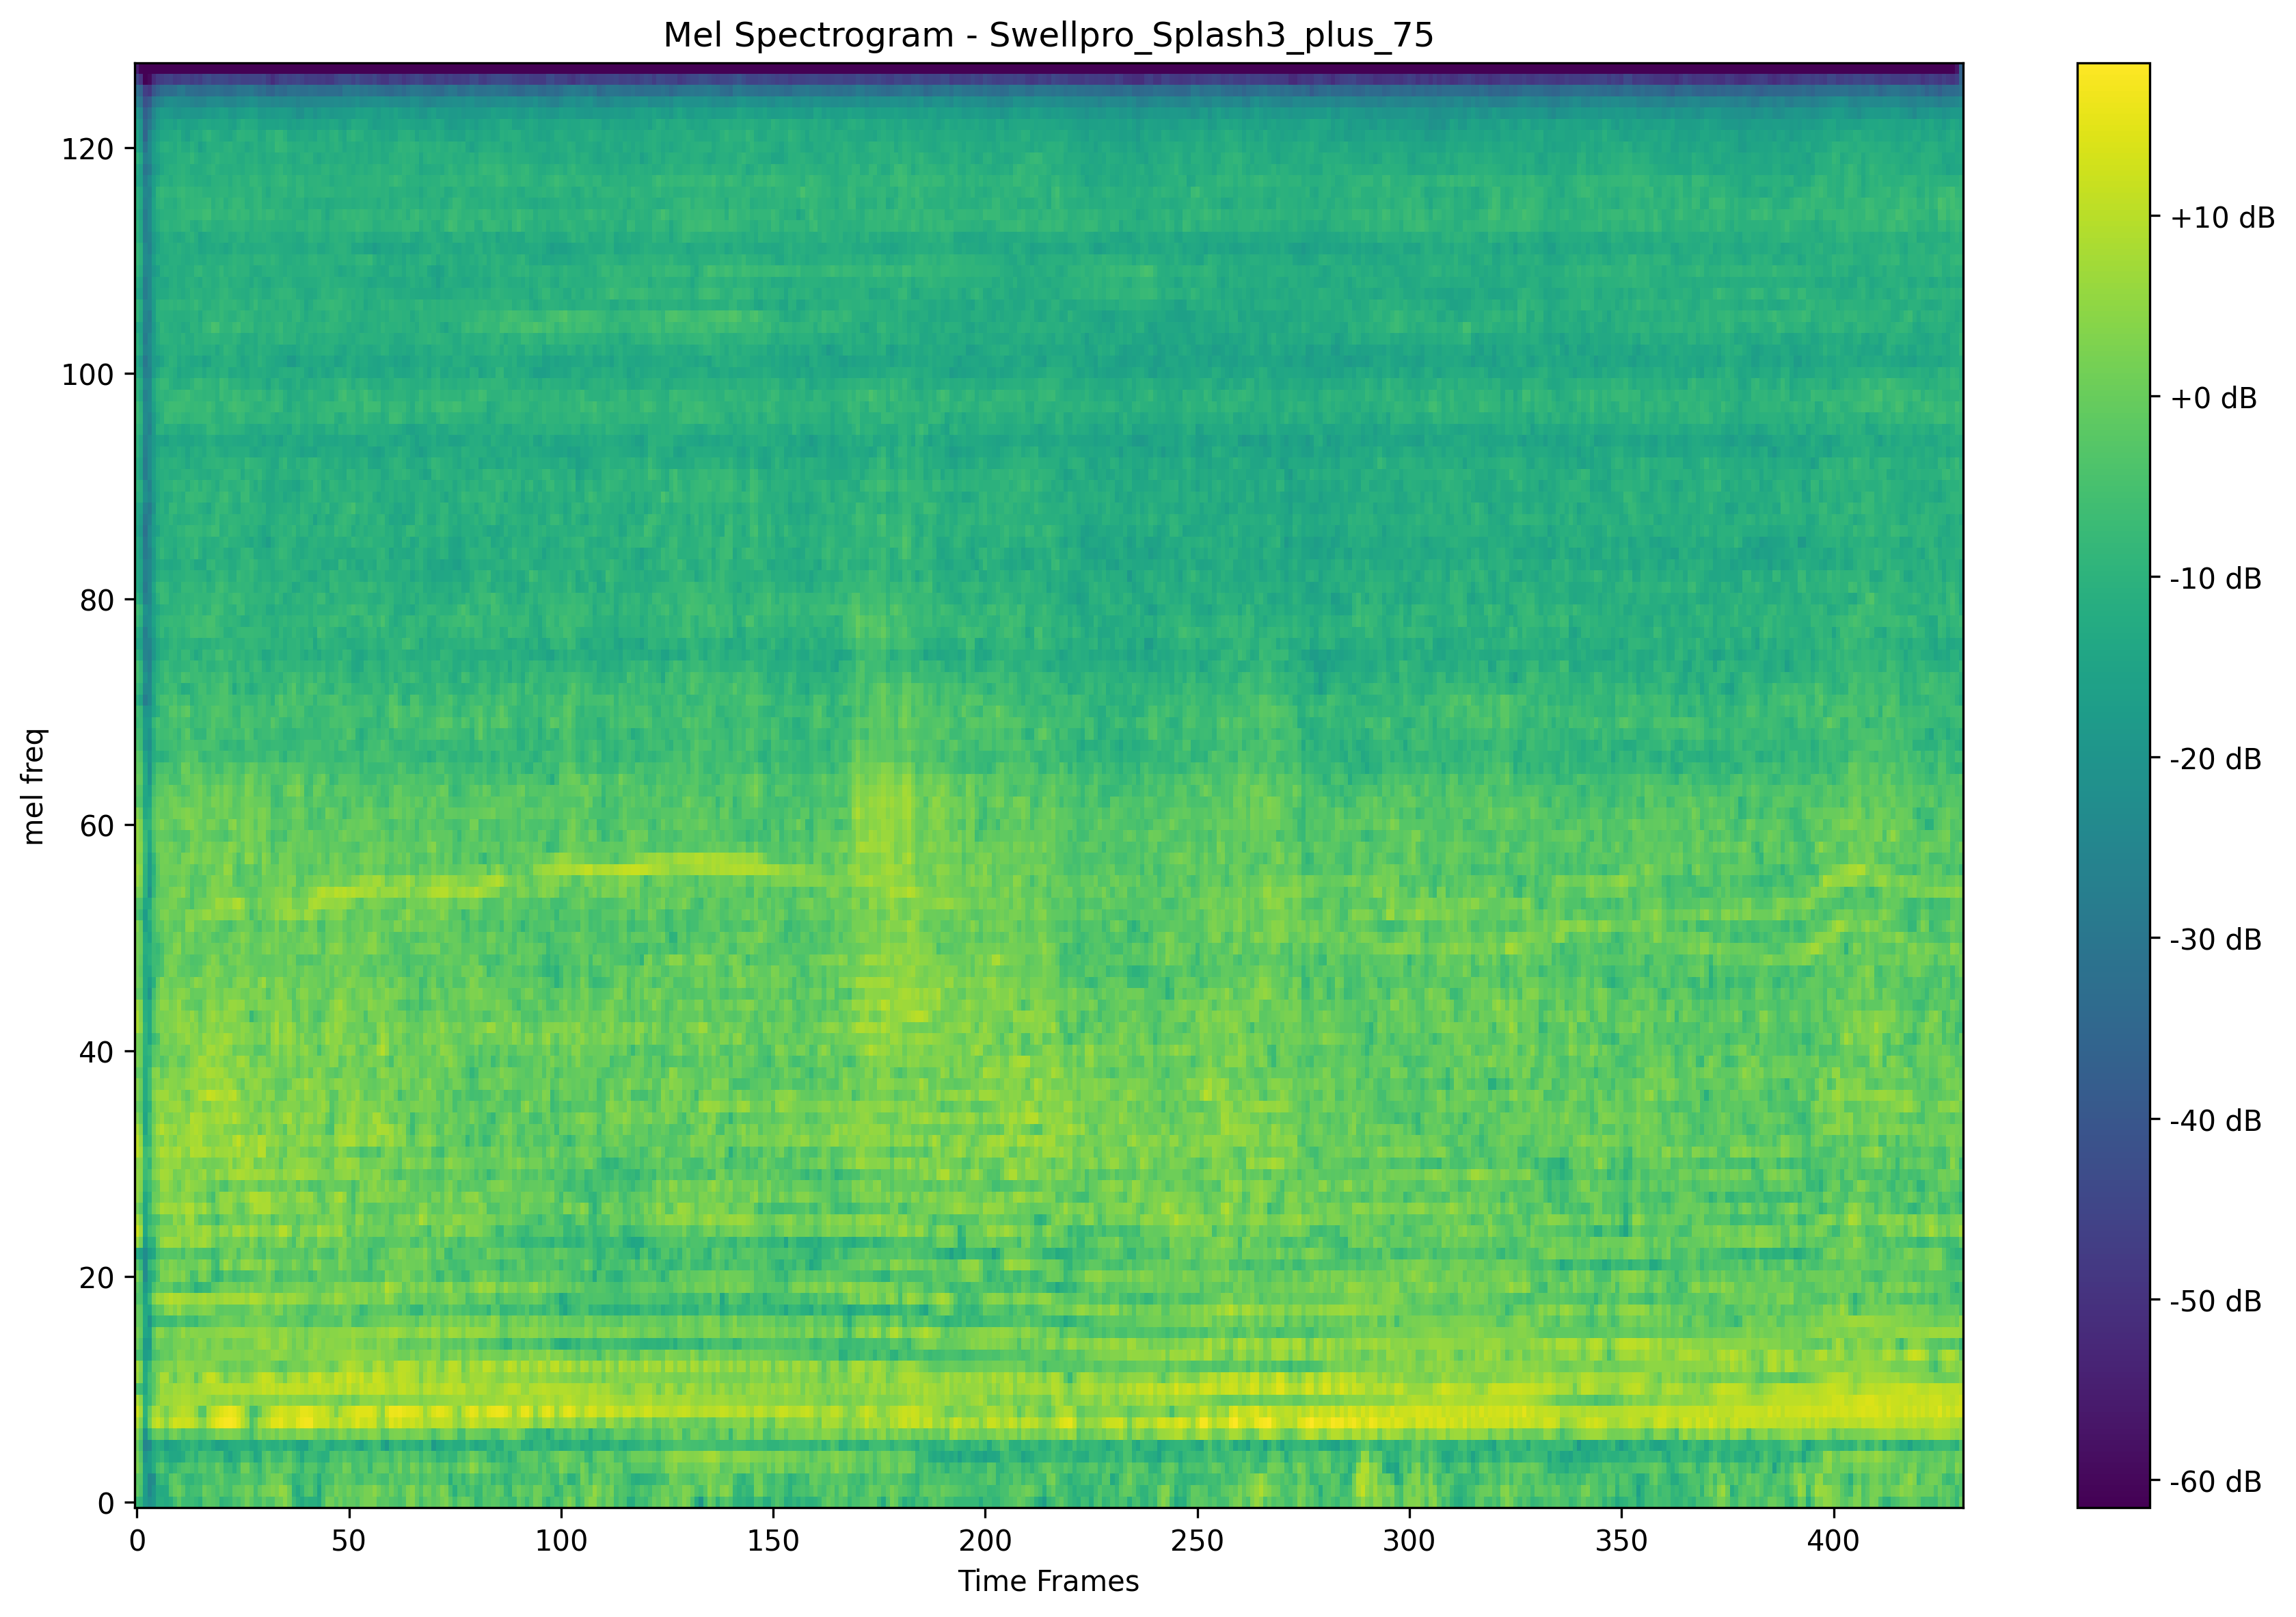 Mel Spectrogram - Swellpro_Splash3_plus_75
mel freq
120
100
80
60
40
20
0
0 50 100 150 200 250 300 350 400
Time Frames
+10 dB
+0 dB
-10 dB
-20 dB
-30 dB
-40 dB
-50 dB
-60 dB